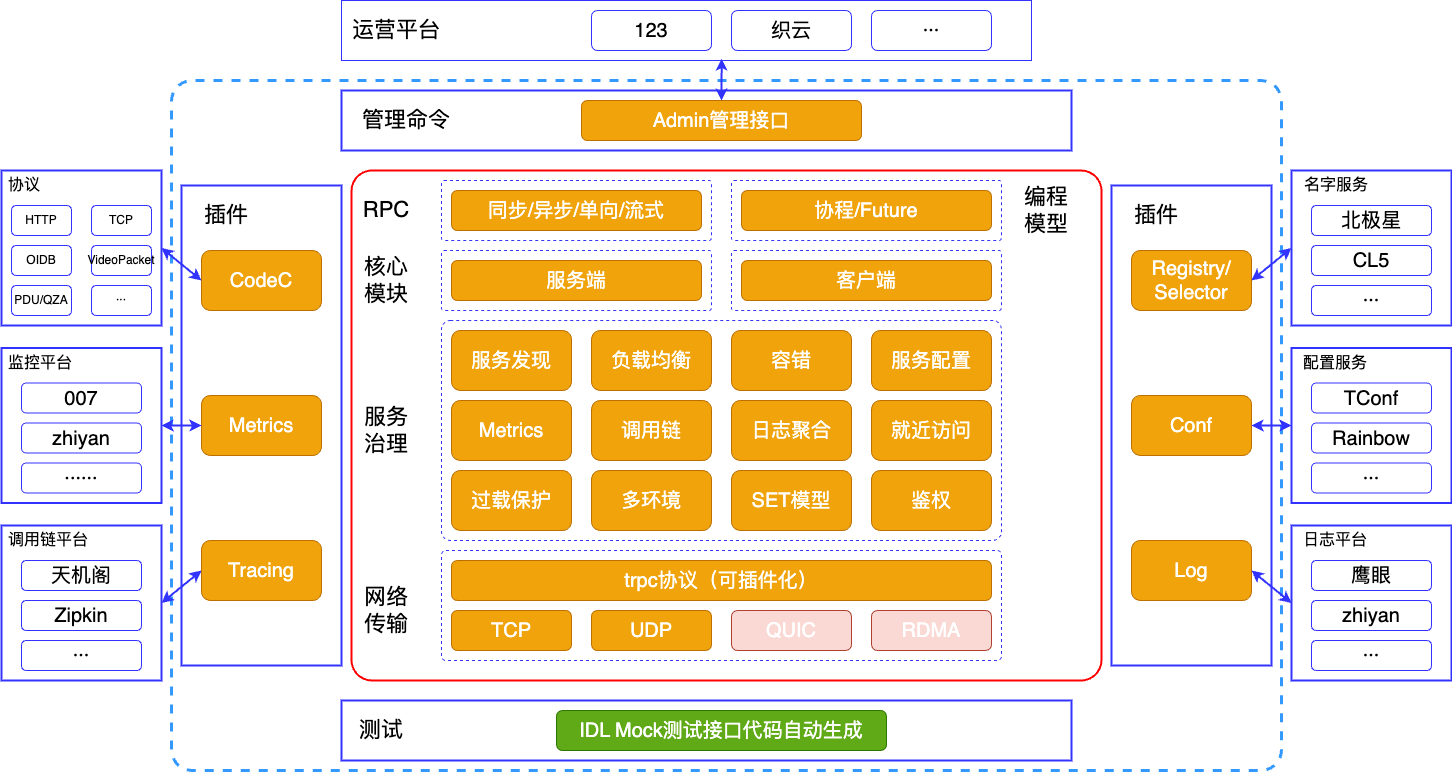 运营平台
123
织云
...
管理命令
Admin管理接口
协议
HTTP
TCP
OIDB
VideoPacket
PDU/QZA
...
监控平台
007
zhiyan
......
调用链平台
天机阁
Zipkin
...
插件
CodeC
Metrics
Tracing
RPC
同步/异步/单向/流式
协程/Future
编程
模型
核心
模块
服务端
客户端
服务
治理
服务发现
负载均衡
容错
服务配置
Metrics
调用链
日志聚合
就近访问
过载保护
多环境
SET模型
鉴权
网络
传输
trpc协议（可插件化）
TCP
UDP
QUIC
RDMA
插件
Registry/
Selector
Conf
Log
名字服务
北极星
CL5
...
配置服务
TConf
Rainbow
...
日志平台
鹰眼
zhiyan
...
测试
IDL Mock测试接口代码自动生成